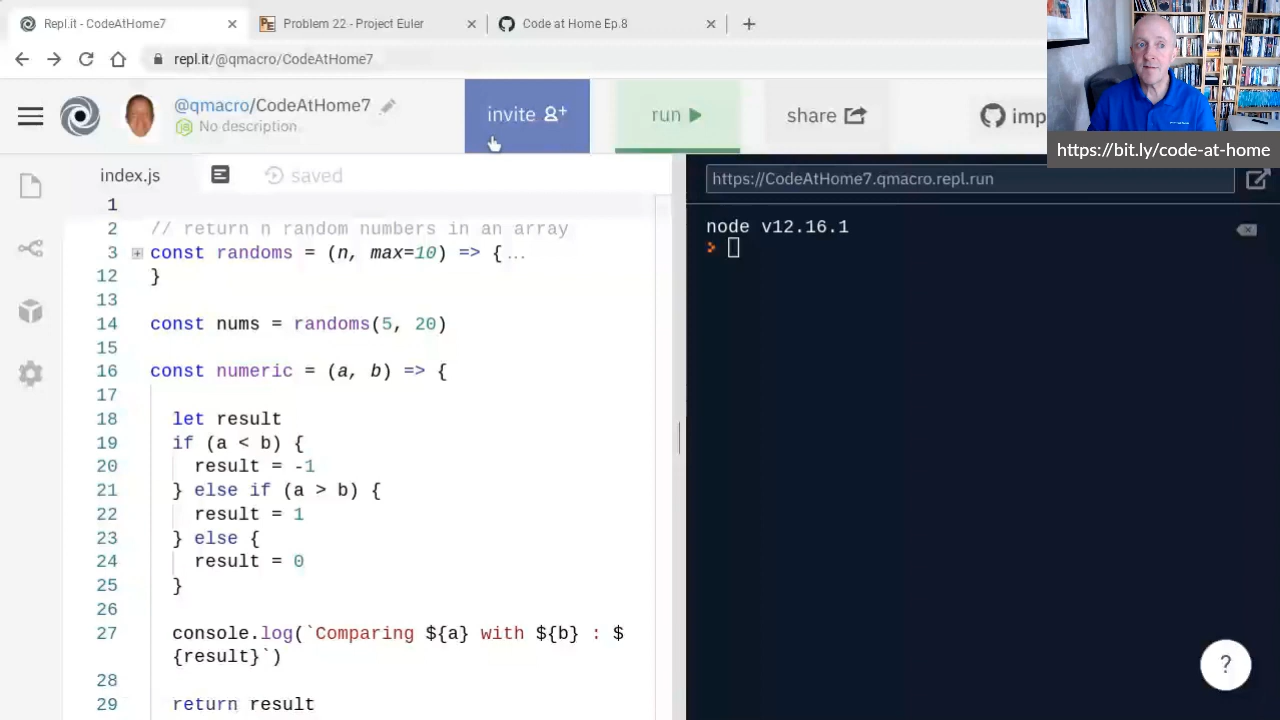 Repl.it - CodeAtHome7
Problem 22 - Project Euler
Code at Home Ep.8
repl.it/@qmacro/CodeAtHome7
@qmacro/CodeAtHome7
No description
invite
run
share
imp
https://bit.ly/code-at-home
index.js
saved
https://CodeAtHome7.qmacro.repl.run
node v12.16.1
1
2 // return n random numbers in an array
3 const randoms = (n, max=10) => {...
12 }
13
14 const nums = randoms(5, 20)
15
16 const numeric = (a, b) => {
17
18 let result
19 if (a < b) {
20 result = -1
21 } else if (a > b) {
22 result = 1
23 } else {
24 result = 0
25 }
26
27 console.log(`Comparing ${a} with ${b} : $
{result}`)
28
29 return result
?